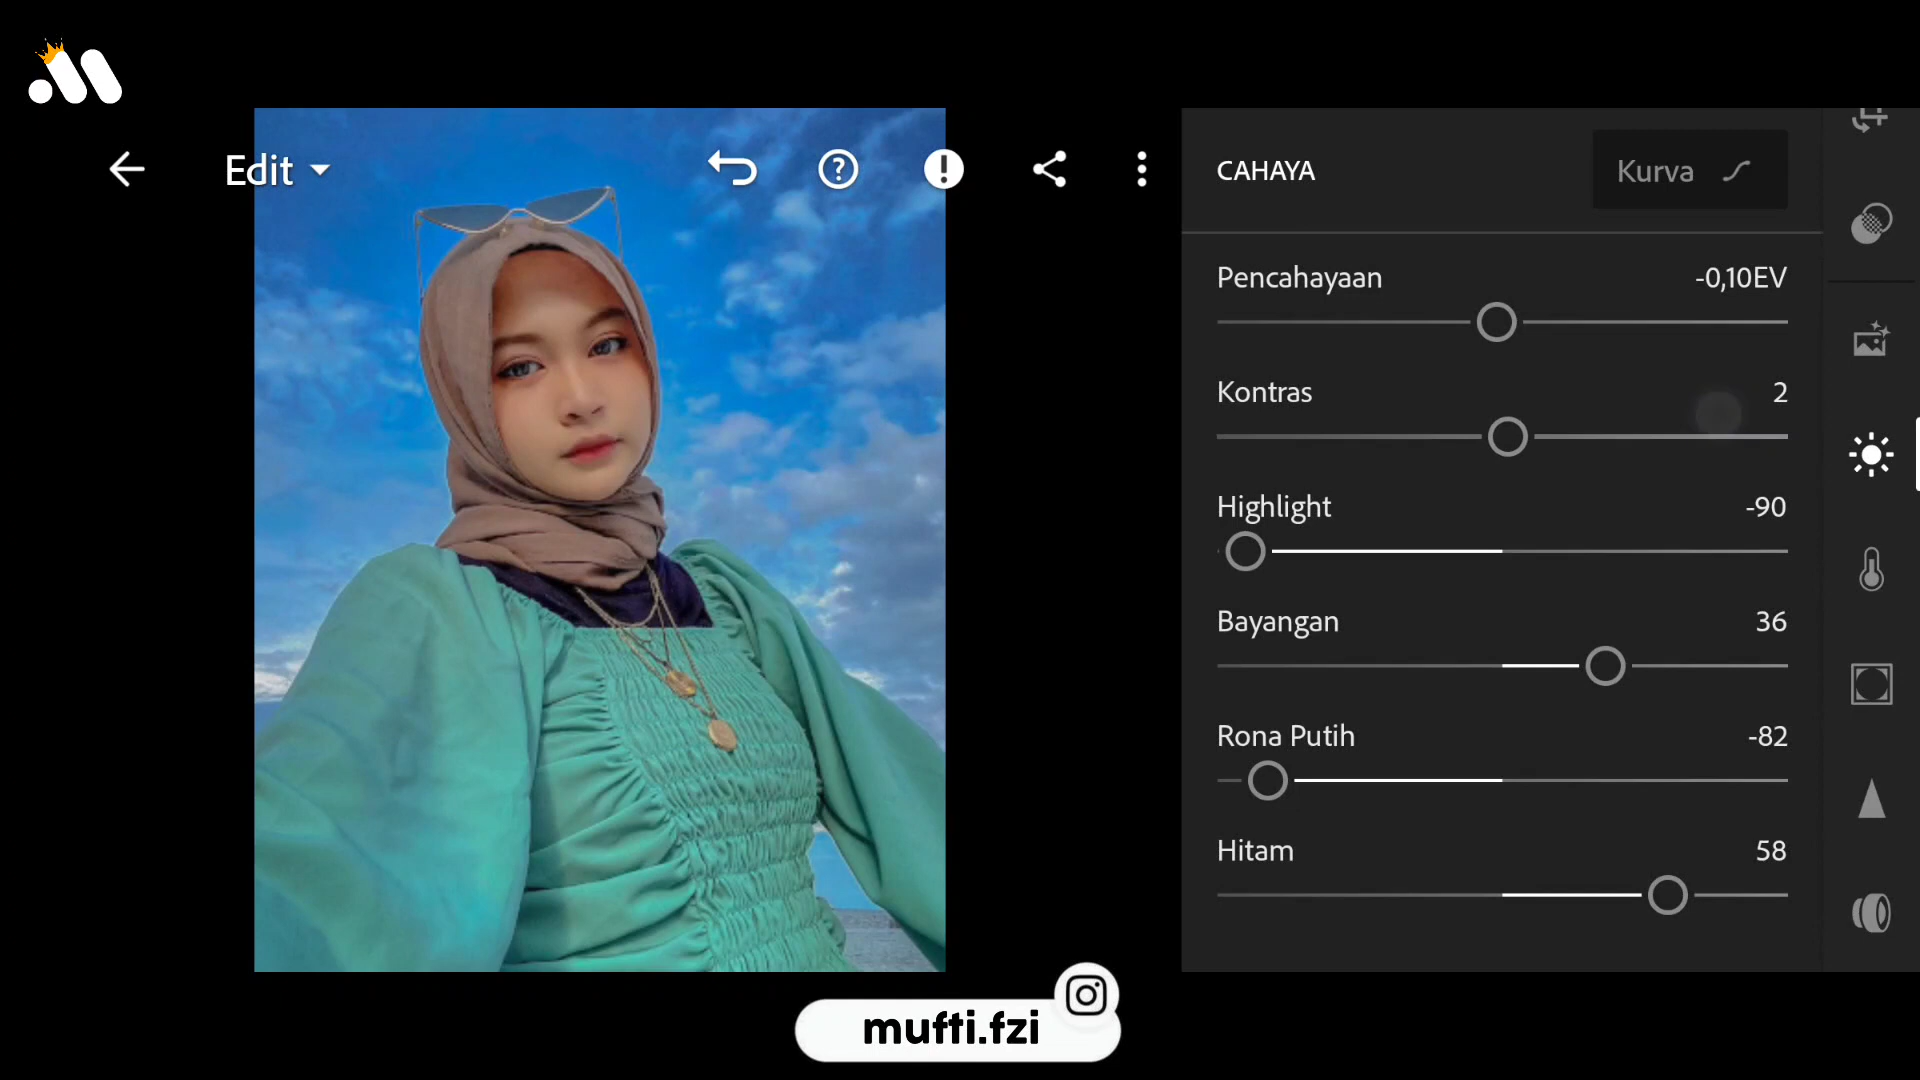 Edit
CAHAYA
Kurva
Pencahayaan
-0,10EV
Kontras
2
Highlight
-90
Bayangan
36
Rona Putih
-82
Hitam
58
mufti.fzi